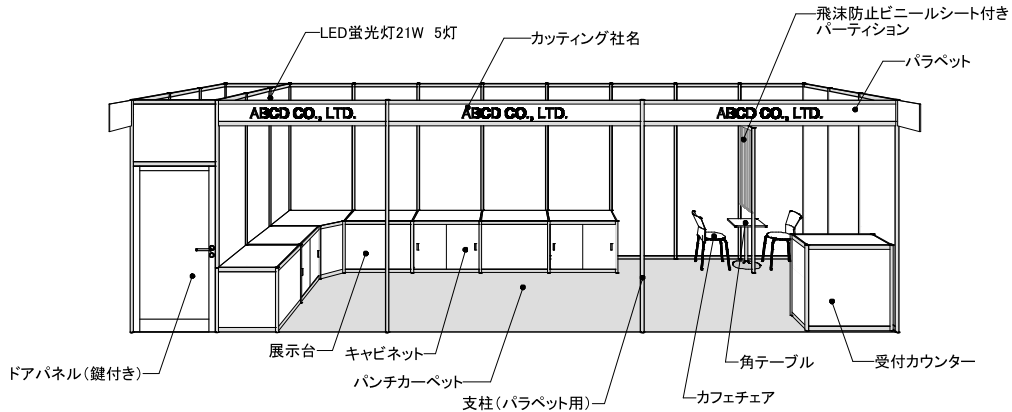 飛沫防止ビニールシート付き
パーティション
LED蛍光灯21W 5灯
カッティング社名
パラペット
ABCD CO., LTD.
ABCD CO., LTD.
ABCD CO., LTD.
展示台
キャビネット
角テーブル
受付カウンター
ドアパネル（鍵付き）
パンチカーペット
カフェチェア
支柱（パラペット用）